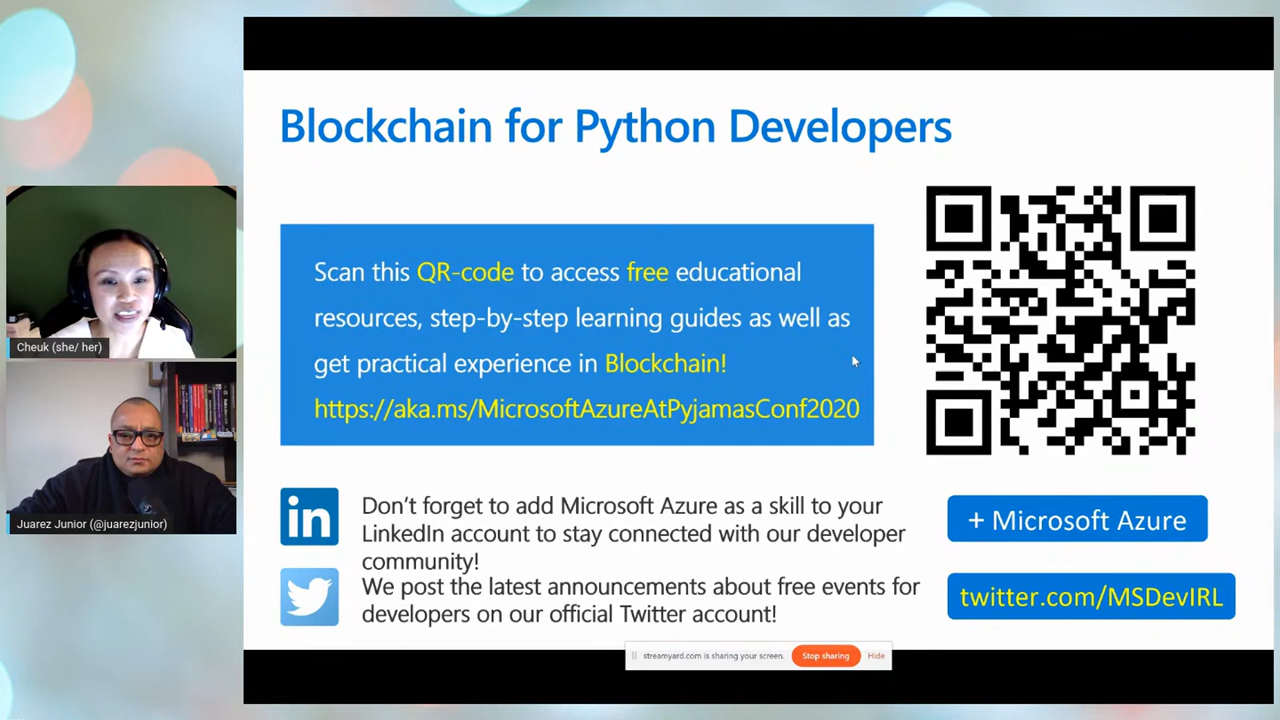 Blockchain for Python Developers
Scan this QR-code to access free educational
resources, step-by-step learning guides as well as
get practical experience in Blockchain!
https://aka.ms/MicrosoftAzureAtPyjamasConf2020
Cheuk (she/ her)
Juarez Junior (@juarezjunior)
in
Don’t forget to add Microsoft Azure as a skill to your
LinkedIn account to stay connected with our developer
community!
+ Microsoft Azure
We post the latest announcements about free events for
developers on our official Twitter account!
twitter.com/MSDevIRL
streamyard.com is sharing your screen.
Stop sharing
Hide